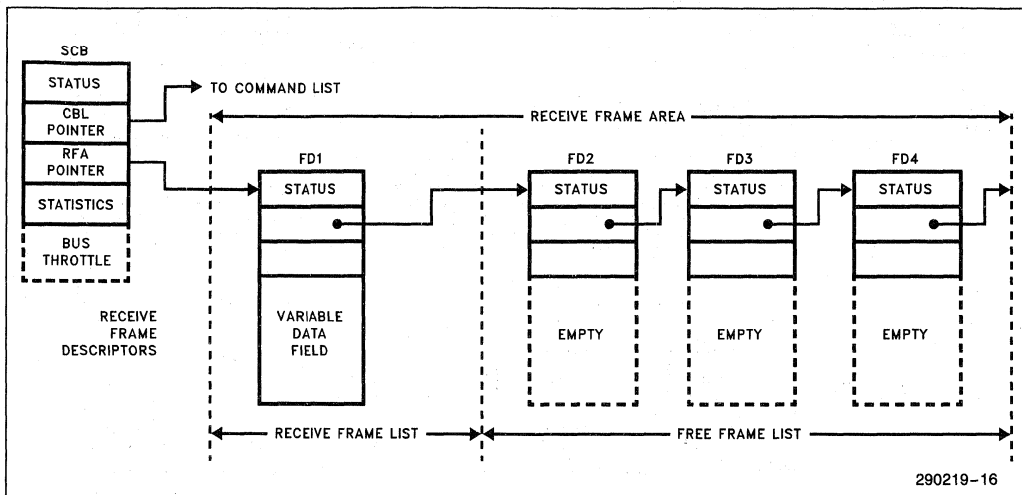 SCB
STATUS
CBL
POINTER
RFA
POINTER
STATISTICS
BUS
THROTTLE
TO COMMAND LIST
RECEIVE FRAME AREA
RECEIVE
FRAME
DESCRIPTORS
FD1
STATUS
VARIABLE
DATA
FIELD
FD2
STATUS
EMPTY
FD3
STATUS
EMPTY
FD4
STATUS
EMPTY
RECEIVE FRAME LIST
FREE FRAME LIST
290219-16